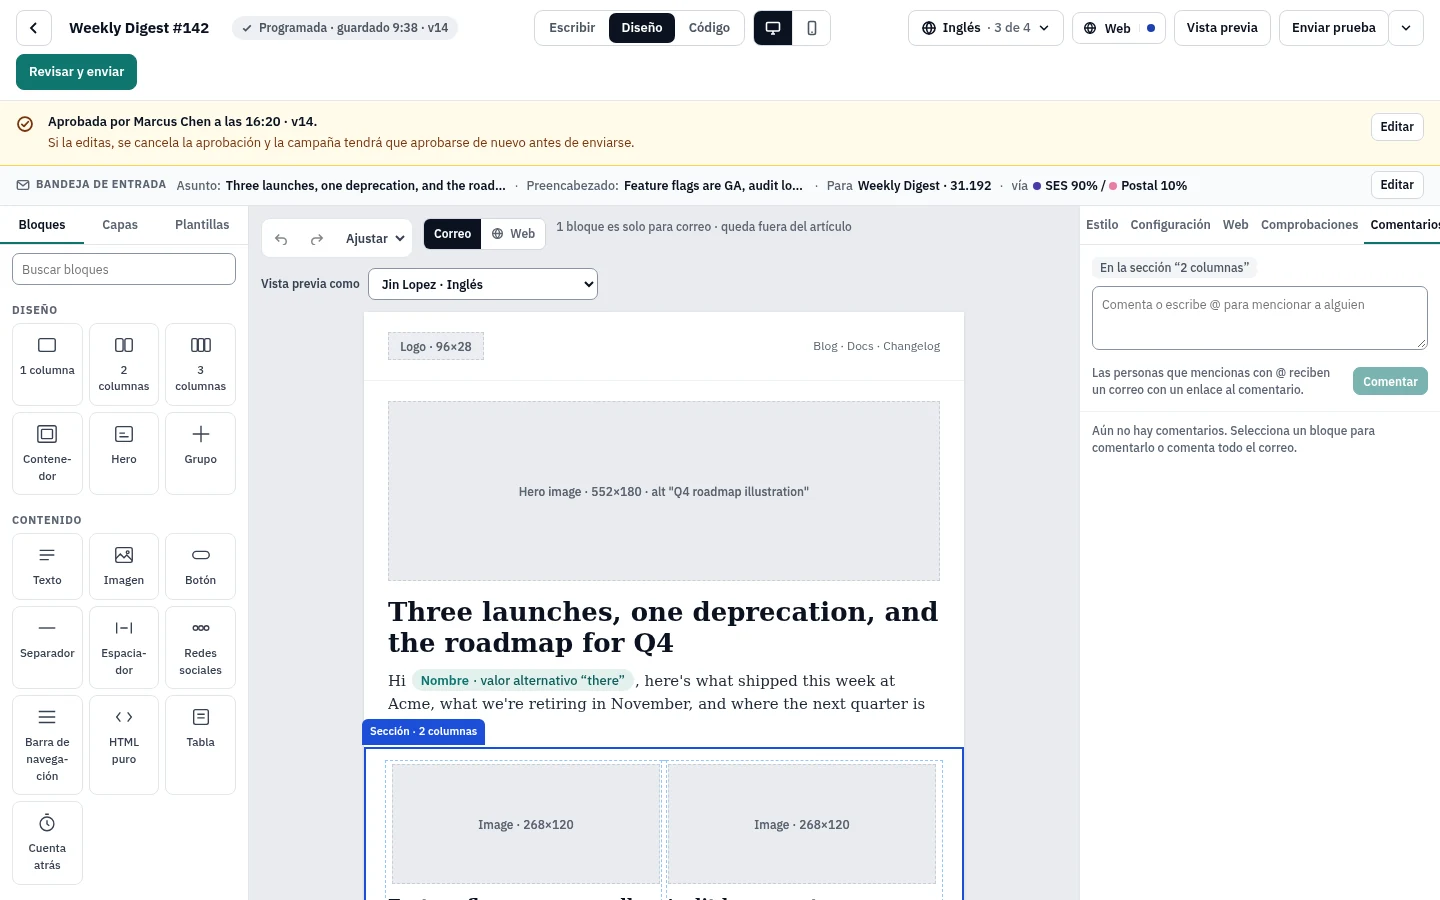 Weekly Digest #142
Programada · guardado 9:38 · v14
Escribir
Diseño
Código
Inglés · 3 de 4
Web
Vista previa
Enviar prueba
Revisar y enviar
Aprobada por Marcus Chen a las 16:20 · v14.
Si la editas, se cancela la aprobación y la campaña tendrá que aprobarse de nuevo antes de enviarse.
Editar
BANDEJA DE ENTRADA
Asunto: Three launches, one deprecation, and the road… · Preencabezado: Feature flags are GA, audit lo… · Para Weekly Digest · 31.192 · vía SES 90% / Postal 10%
Editar
Bloques
Capas
Plantillas
Buscar bloques
DISEÑO
1 columna
2
columnas
3
columnas
Contene-
dor
Hero
Grupo
CONTENIDO
Texto
Imagen
Botón
Separador
Espacia-
dor
Redes
sociales
Barra de
navega-
ción
HTML
puro
Tabla
Cuenta
atrás
Ajustar
Correo
Web
1 bloque es solo para correo · queda fuera del artículo
Vista previa como
Jin Lopez · Inglés
Logo · 96×28
Blog · Docs · Changelog
Hero image · 552×180 · alt "Q4 roadmap illustration"
Three launches, one deprecation, and
the roadmap for Q4
Hi Nombre · valor alternativo “there” , here's what shipped this week at
Acme, what we're retiring in November, and where the next quarter is
Sección · 2 columnas
Image · 268×120
Image · 268×120
Estilo
Configuración
Web
Comprobaciones
Comentarios
En la sección “2 columnas”
Comenta o escribe @ para mencionar a alguien
Las personas que mencionas con @ reciben
un correo con un enlace al comentario.
Comentar
Aún no hay comentarios. Selecciona un bloque para
comentarlo o comenta todo el correo.